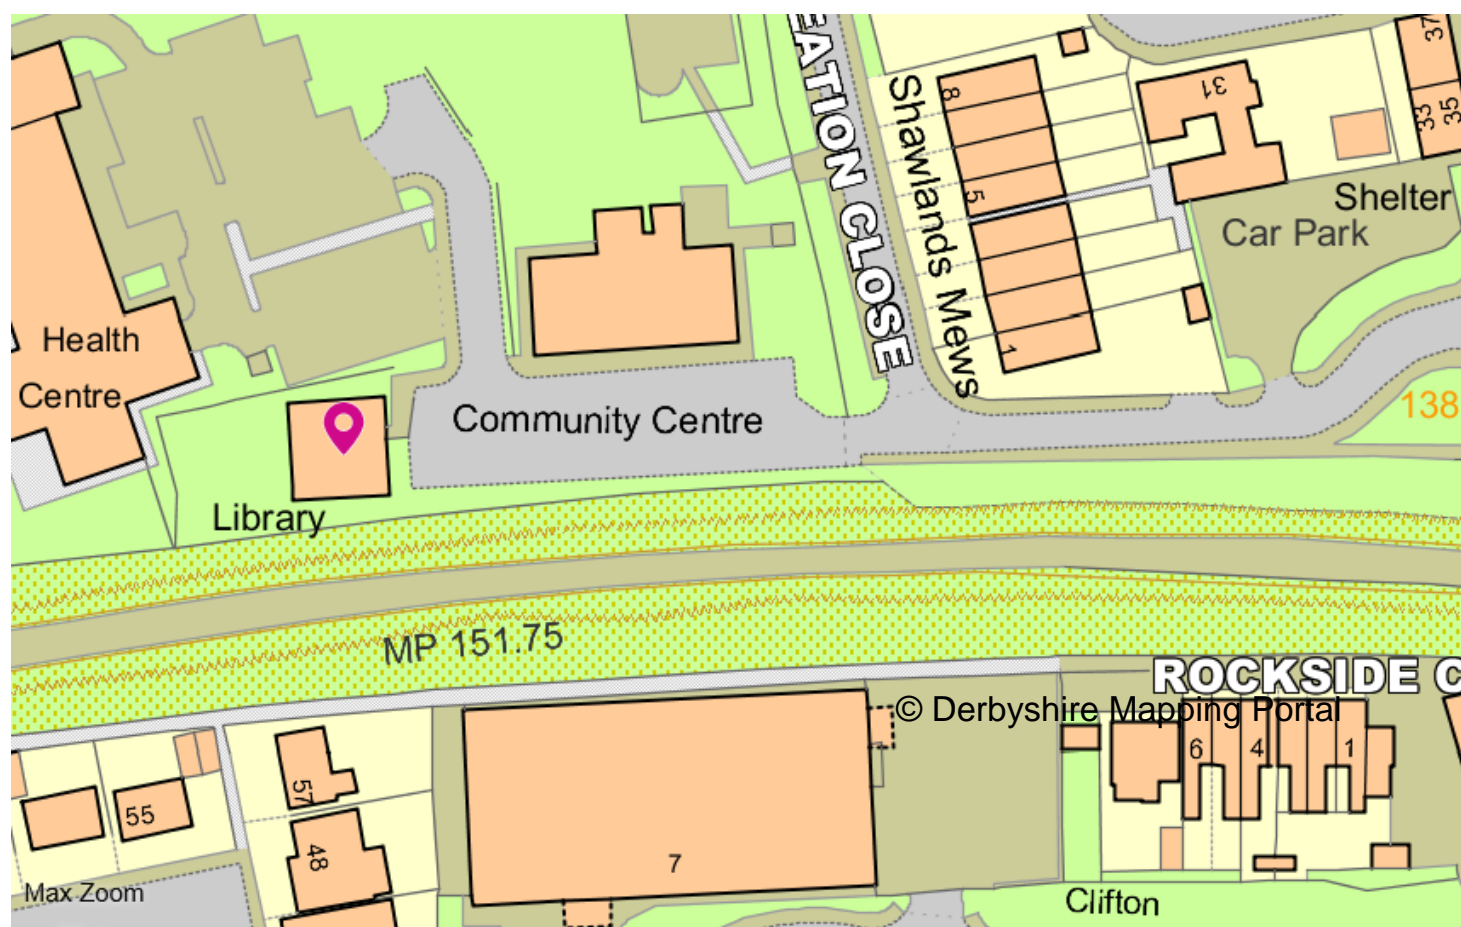 EATION CLOSE
Shawlands Mews
8
5
1
31
37
33
35
Shelter
Car Park
Health
Centre
Community Centre
138
Library
MP 151.75
ROCKSIDE C
© Derbyshire Mapping Portal
6
4
1
57
55
48
7
Max Zoom
Clifton